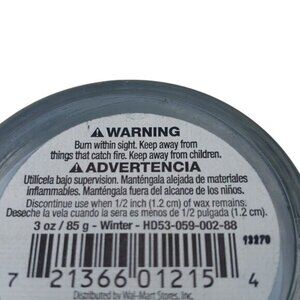 ⚠ WARNING
Burn within sight. Keep away from
things that catch fire. Keep away from children.
⚠ ADVERTENCIA
Utilícela bajo supervisión. Manténgala alejada de materiales
inflamables. Manténgala fuera del alcance de los niños.
Discontinue use when 1/2 inch (1.2 cm) of wax remains.
Deseche la vela cuando la sera es menos de 1/2 pulgada (1.2 cm).
3 oz / 85 g - Winter - HD53-059-002-88
13270
7 21366 01215 4
Distributed by Wal-Mart Stores, Inc.